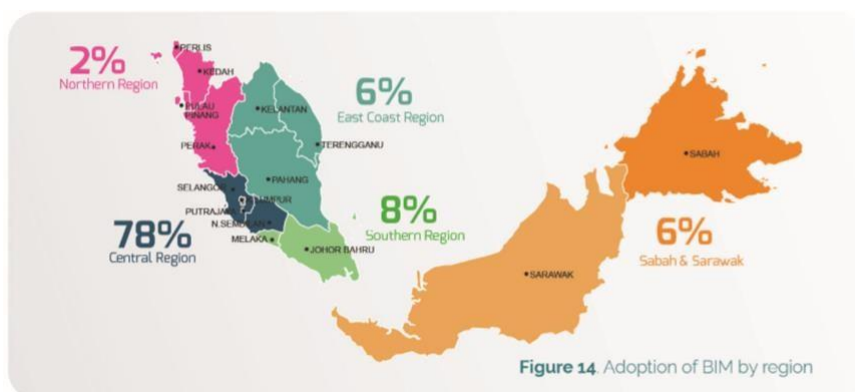 2%
Northern Region
PERLIS
KEDAH
PULAU
PINANG
PERAK
6%
East Coast Region
KELANTAN
TERENGGANU
PAHANG
SELANGOR
PUTRAJAYA
N.SEMBILAN
MELAKA
JOHOR BAHRU
78%
Central Region
8%
Southern Region
SABAH
SARAWAK
6%
Sabah & Sarawak
Figure 14. Adoption of BIM by region